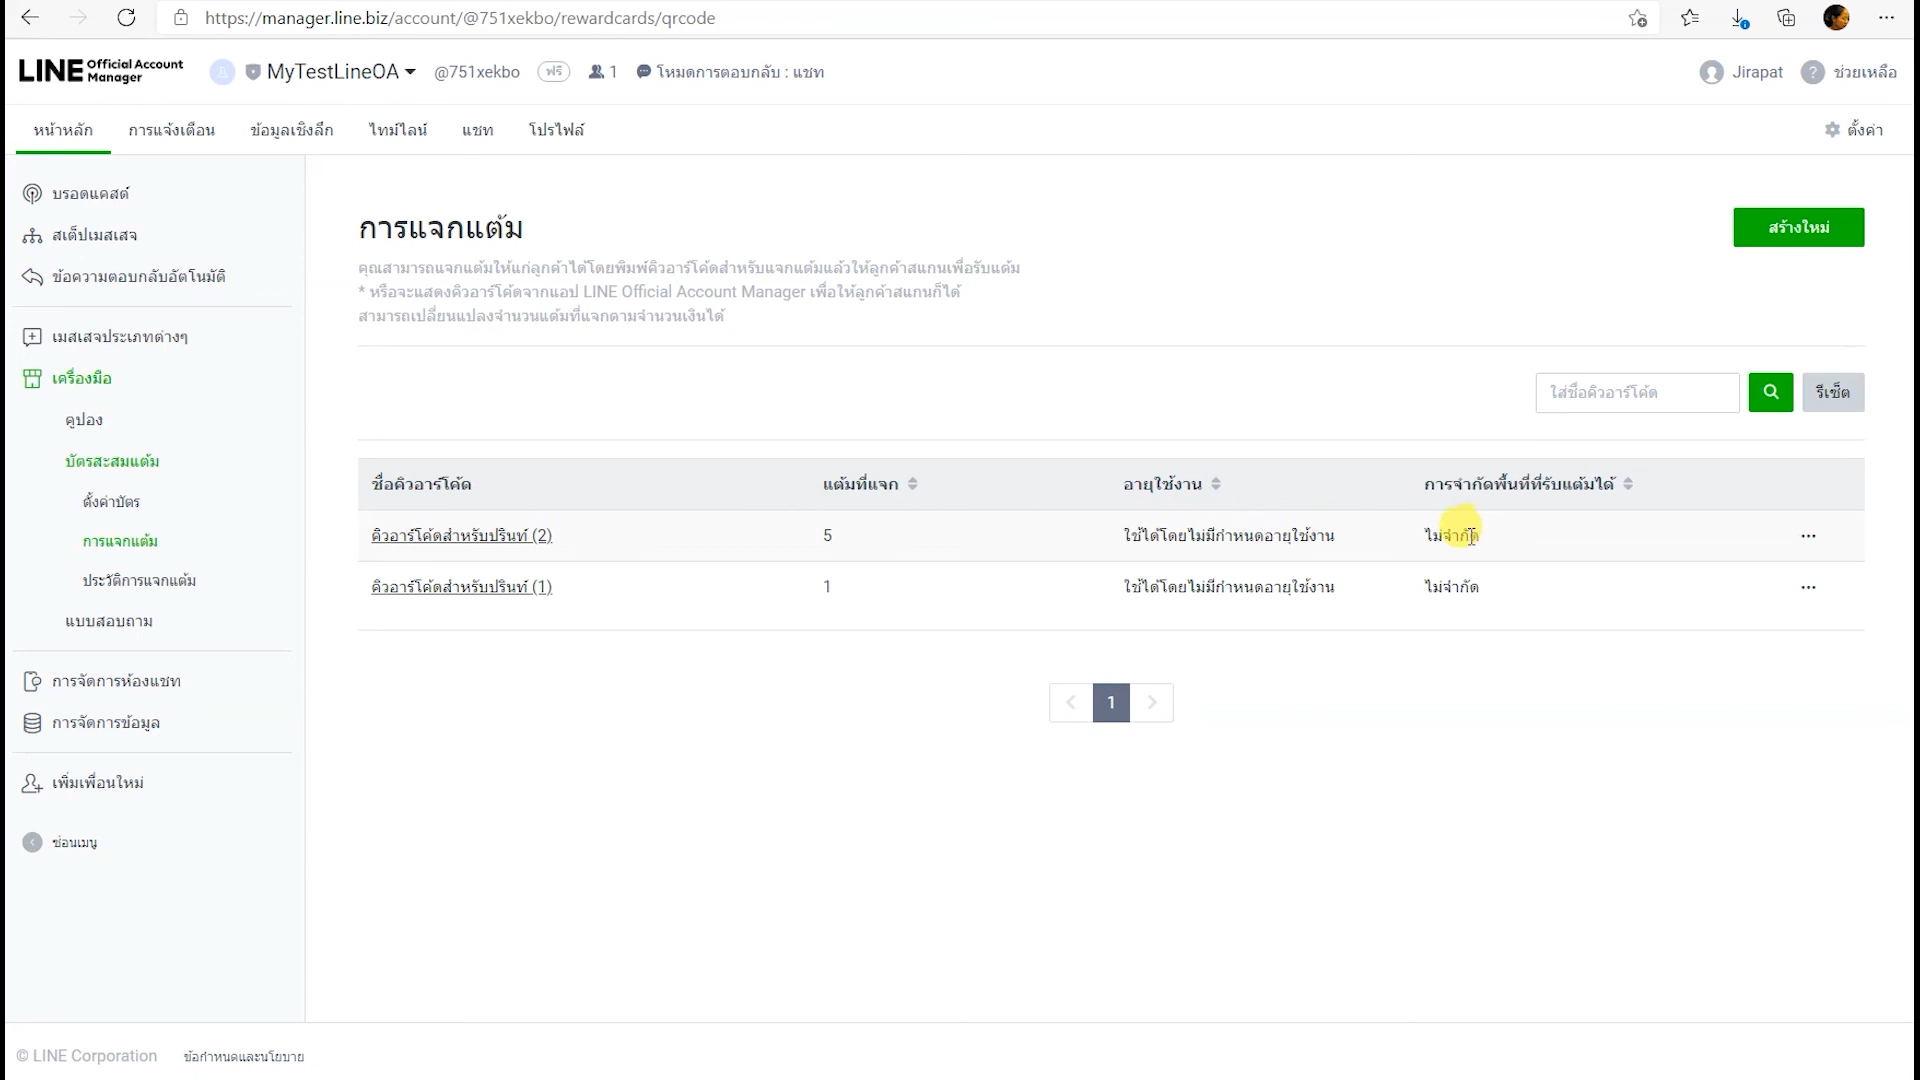 https://manager.line.biz/account/@751xekbo/rewardcards/qrcode
LINE Official Account Manager
MyTestLineOA
@751xekbo
ฟรี
1
โหมดการตอบกลับ : แชท
Jirapat
? ช่วยเหลือ
หน้าหลัก
การแจ้งเตือน
ข้อมูลเชิงลึก
ไทม์ไลน์
แชท
โปรไฟล์
ตั้งค่า
บรอดแคสต์
สเต็ปเมสเสจ
ข้อความตอบกลับอัตโนมัติ
เมสเสจประเภทต่างๆ
เครื่องมือ
คูปอง
บัตรสะสมแต้ม
ตั้งค่าบัตร
การแจกแต้ม
ประวัติการแจกแต้ม
แบบสอบถาม
การจัดการห้องแชท
การจัดการข้อมูล
เพิ่มเพื่อนใหม่
ซ่อนเมนู
การแจกแต้ม
สร้างใหม่
คุณสามารถแจกแต้มให้แก่ลูกค้าได้โดยพิมพ์คิวอาร์โค้ดสำหรับแจกแต้มแล้วให้ลูกค้าสแกนเพื่อรับแต้ม
* หรือจะแสดงคิวอาร์โค้ดจากแอป LINE Official Account Manager เพื่อให้ลูกค้าสแกนก็ได้
สามารถเปลี่ยนแปลงจำนวนแต้มที่แจกตามจำนวนเงินได้
ใส่ชื่อคิวอาร์โค้ด
รีเซ็ต
ชื่อคิวอาร์โค้ด แต้มที่แจก อายุใช้งาน การจำกัดพื้นที่ที่รับแต้มได้
คิวอาร์โค้ดสำหรับปรินท์ (2) 5 ใช้ได้โดยไม่มีกำหนดอายุใช้งาน ไม่จำกัด ...
คิวอาร์โค้ดสำหรับปรินท์ (1) 1 ใช้ได้โดยไม่มีกำหนดอายุใช้งาน ไม่จำกัด ...
1
© LINE Corporation ข้อกำหนดและนโยบาย